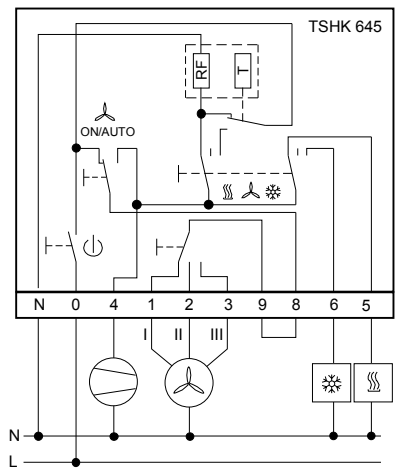 TSHK 645
RF T
ON/AUTO
N 0 4 1 2 3 9 8 6 5
I II III
N
L